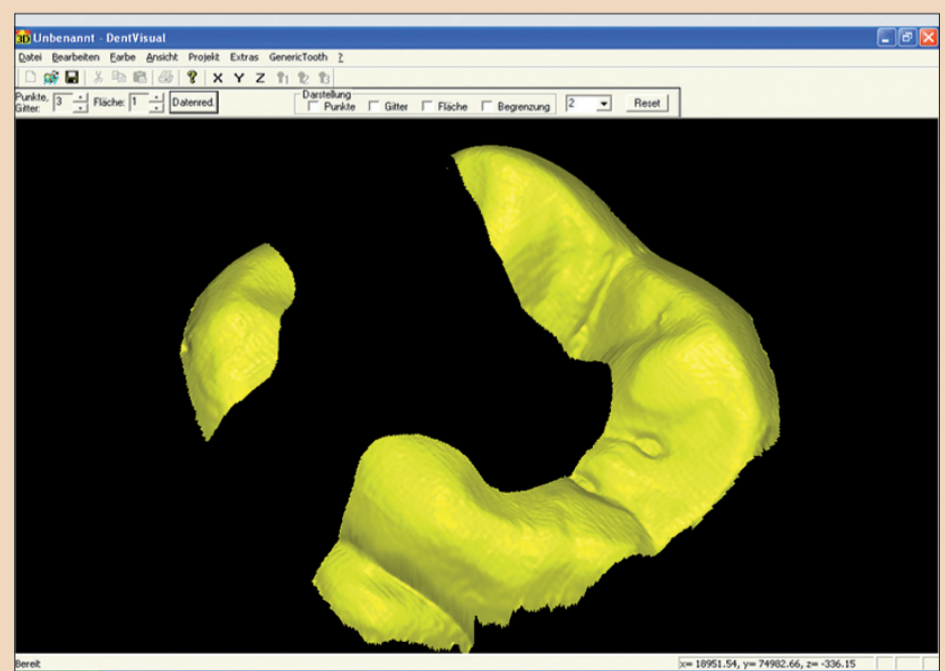 3D Unbenannt - DentVisual
Datei Bearbeiten Farbe Ansicht Projekt Extras GenericTooth ?
X Y Z
Punkte, Gitter: 3 Fläche: 1 Datenred. Darstellung Punkte Gitter Fläche Begrenzung 2 Reset
Bereit x= 18951.54, y= 74982.66, z= -336.15